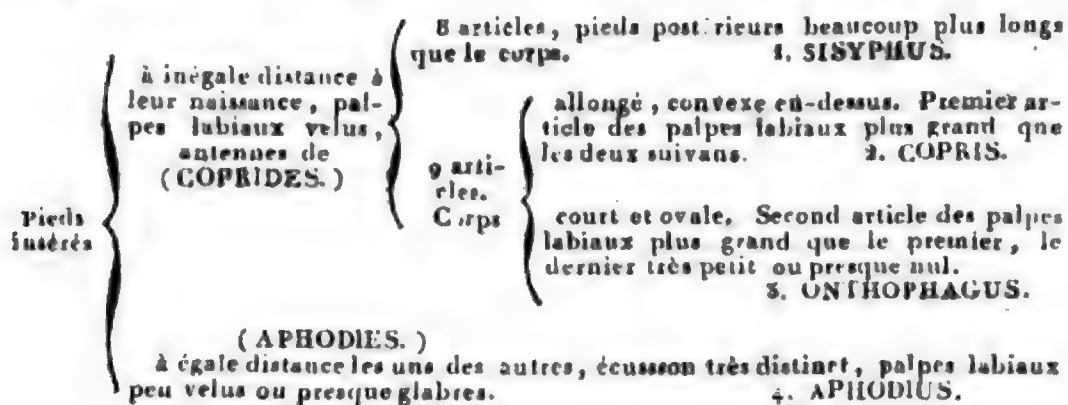 Pieds
insérés
à inégale distance à
leur naissance, pal-
pes labiaux velus,
antennes de
(COPRIDES.)
8 articles, pieds post rieurs beaucoup plus longs
que le corps. 1. SISYPHUS.
9 arti-
cles.
Corps
allongé, convexe en-dessus. Premier ar-
ticle des palpes labiaux plus grand que
les deux suivans. 2. COPRIS.
court et ovale. Second article des palpes
labiaux plus grand que le premier, le
dernier très petit ou presque nul.
3. ONTHOPHAGUS.
(APHODIES.)
à égale distance les uns des autres, écussson très distinct, palpes labiaux
peu velus ou presque glabres. 4. APHODIUS.